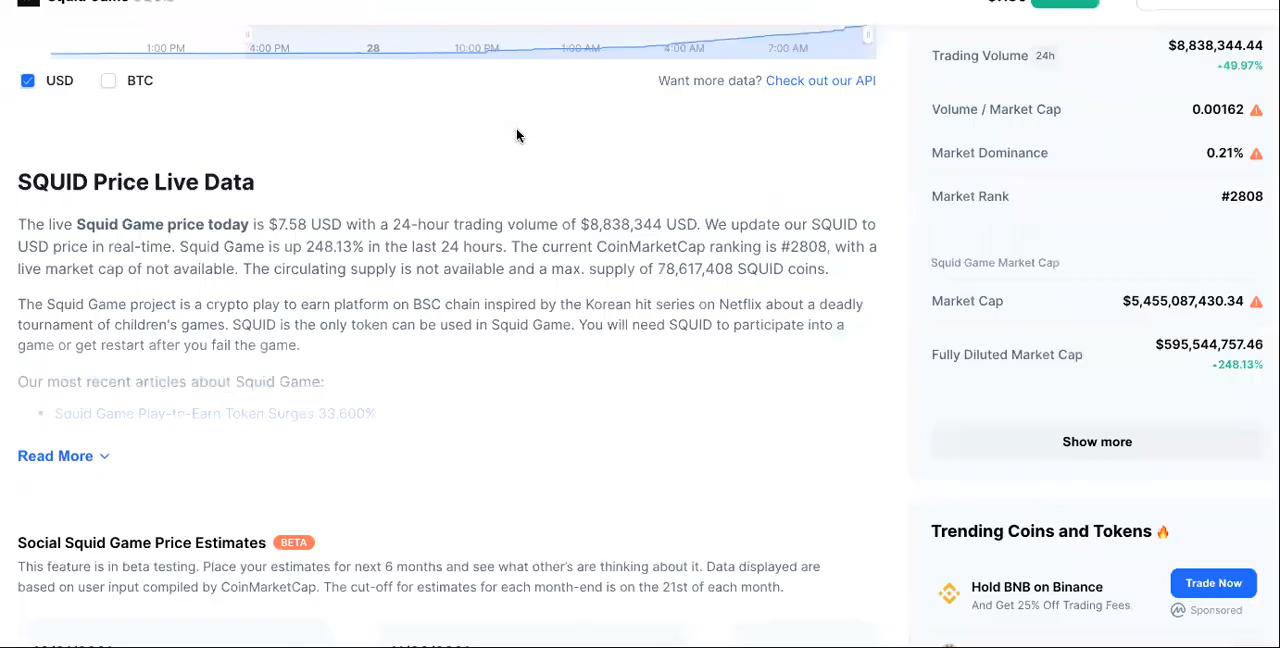 1:00 PM 4:00 PM 28 10:00 PM 1:00 AM 4:00 AM 7:00 AM
USD BTC Want more data? Check out our API
SQUID Price Live Data
The live Squid Game price today is $7.58 USD with a 24-hour trading volume of $8,838,344 USD. We update our SQUID to
USD price in real-time. Squid Game is up 248.13% in the last 24 hours. The current CoinMarketCap ranking is #2808, with a
live market cap of not available. The circulating supply is not available and a max. supply of 78,617,408 SQUID coins.
The Squid Game project is a crypto play to earn platform on BSC chain inspired by the Korean hit series on Netflix about a deadly
tournament of children's games. SQUID is the only token can be used in Squid Game. You will need SQUID to participate into a
game or get restart after you fail the game.
Our most recent articles about Squid Game:
• Squid Game Play-to-Earn Token Surges 33,600%
Read More
Social Squid Game Price Estimates BETA
This feature is in beta testing. Place your estimates for next 6 months and see what other's are thinking about it. Data displayed are
based on user input compiled by CoinMarketCap. The cut-off for estimates for each month-end is on the 21st of each month.
Trading Volume 24h $8,838,344.44
49.97%
Volume / Market Cap 0.00162
Market Dominance 0.21%
Market Rank #2808
Squid Game Market Cap
Market Cap $5,455,087,430.34
Fully Diluted Market Cap $595,544,757.46
248.13%
Show more
Trending Coins and Tokens
Hold BNB on Binance Trade Now
And Get 25% Off Trading Fees. Sponsored